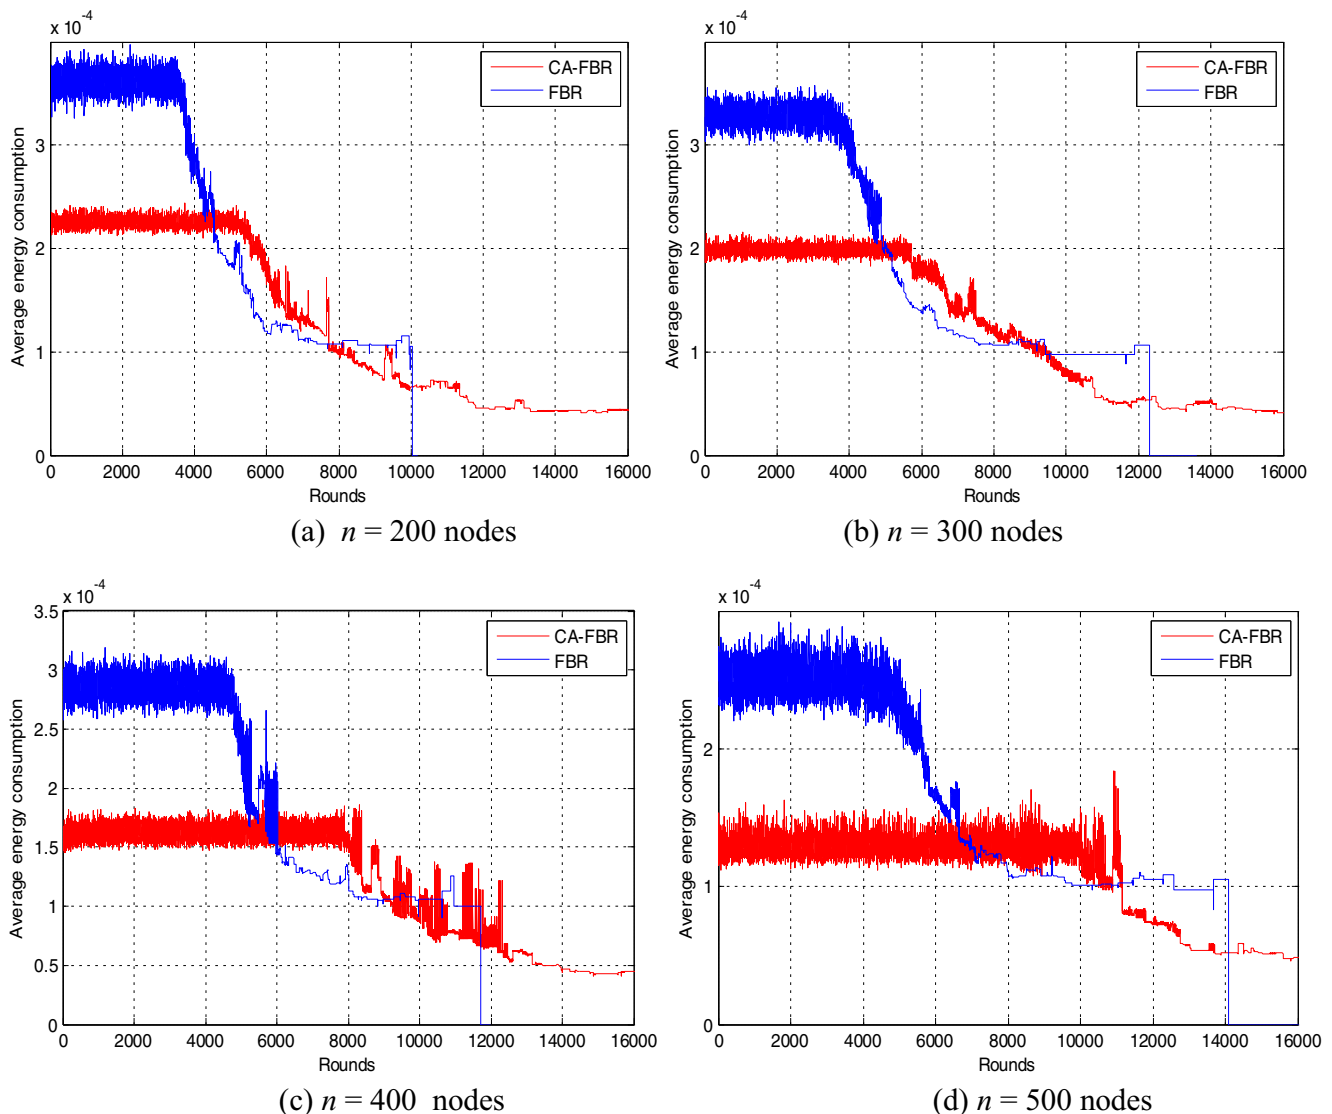 x 10⁻⁴
CA-FBR
FBR
3
2
1
0
Average energy consumption
0 2000 4000 6000 8000 10000 12000 14000 16000
Rounds
(a) n = 200 nodes
x 10⁻⁴
CA-FBR
FBR
3
2
1
0
Average energy consumption
0 2000 4000 6000 8000 10000 12000 14000 16000
Rounds
(b) n = 300 nodes
x 10⁻⁴
3.5
CA-FBR
FBR
3
2.5
2
1.5
1
0.5
0
Average energy consumption
0 2000 4000 6000 8000 10000 12000 14000 16000
Rounds
(c) n = 400 nodes
x 10⁻⁴
CA-FBR
FBR
2
1
0
Average energy consumption
0 2000 4000 6000 8000 10000 12000 14000 16000
Rounds
(d) n = 500 nodes